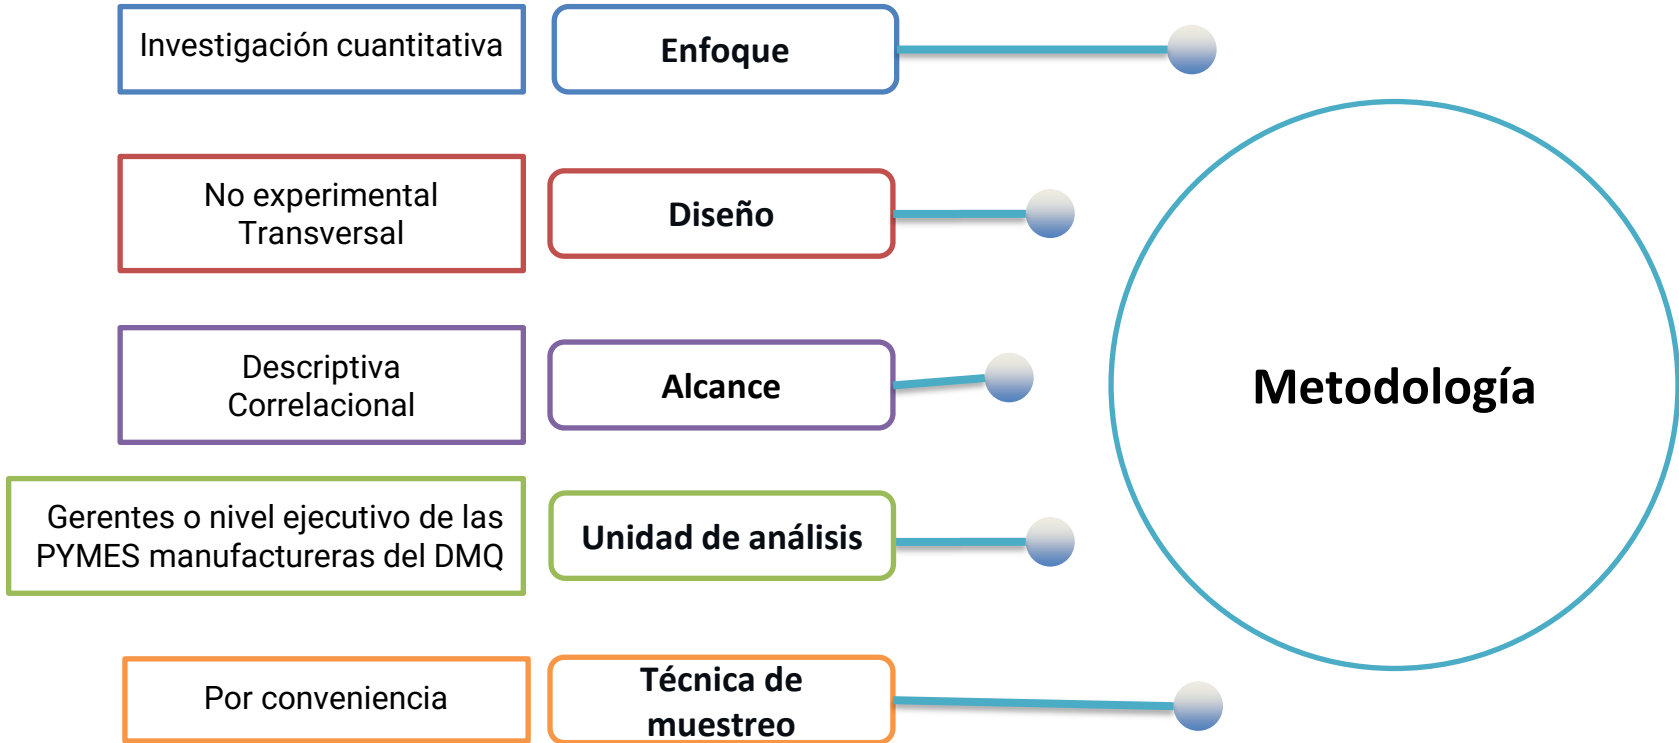 Investigación cuantitativa
Enfoque
No experimental
Transversal
Diseño
Descriptiva
Correlacional
Alcance
Gerentes o nivel ejecutivo de las
PYMES manufactureras del DMQ
Unidad de análisis
Por conveniencia
Técnica de
muestreo
Metodología